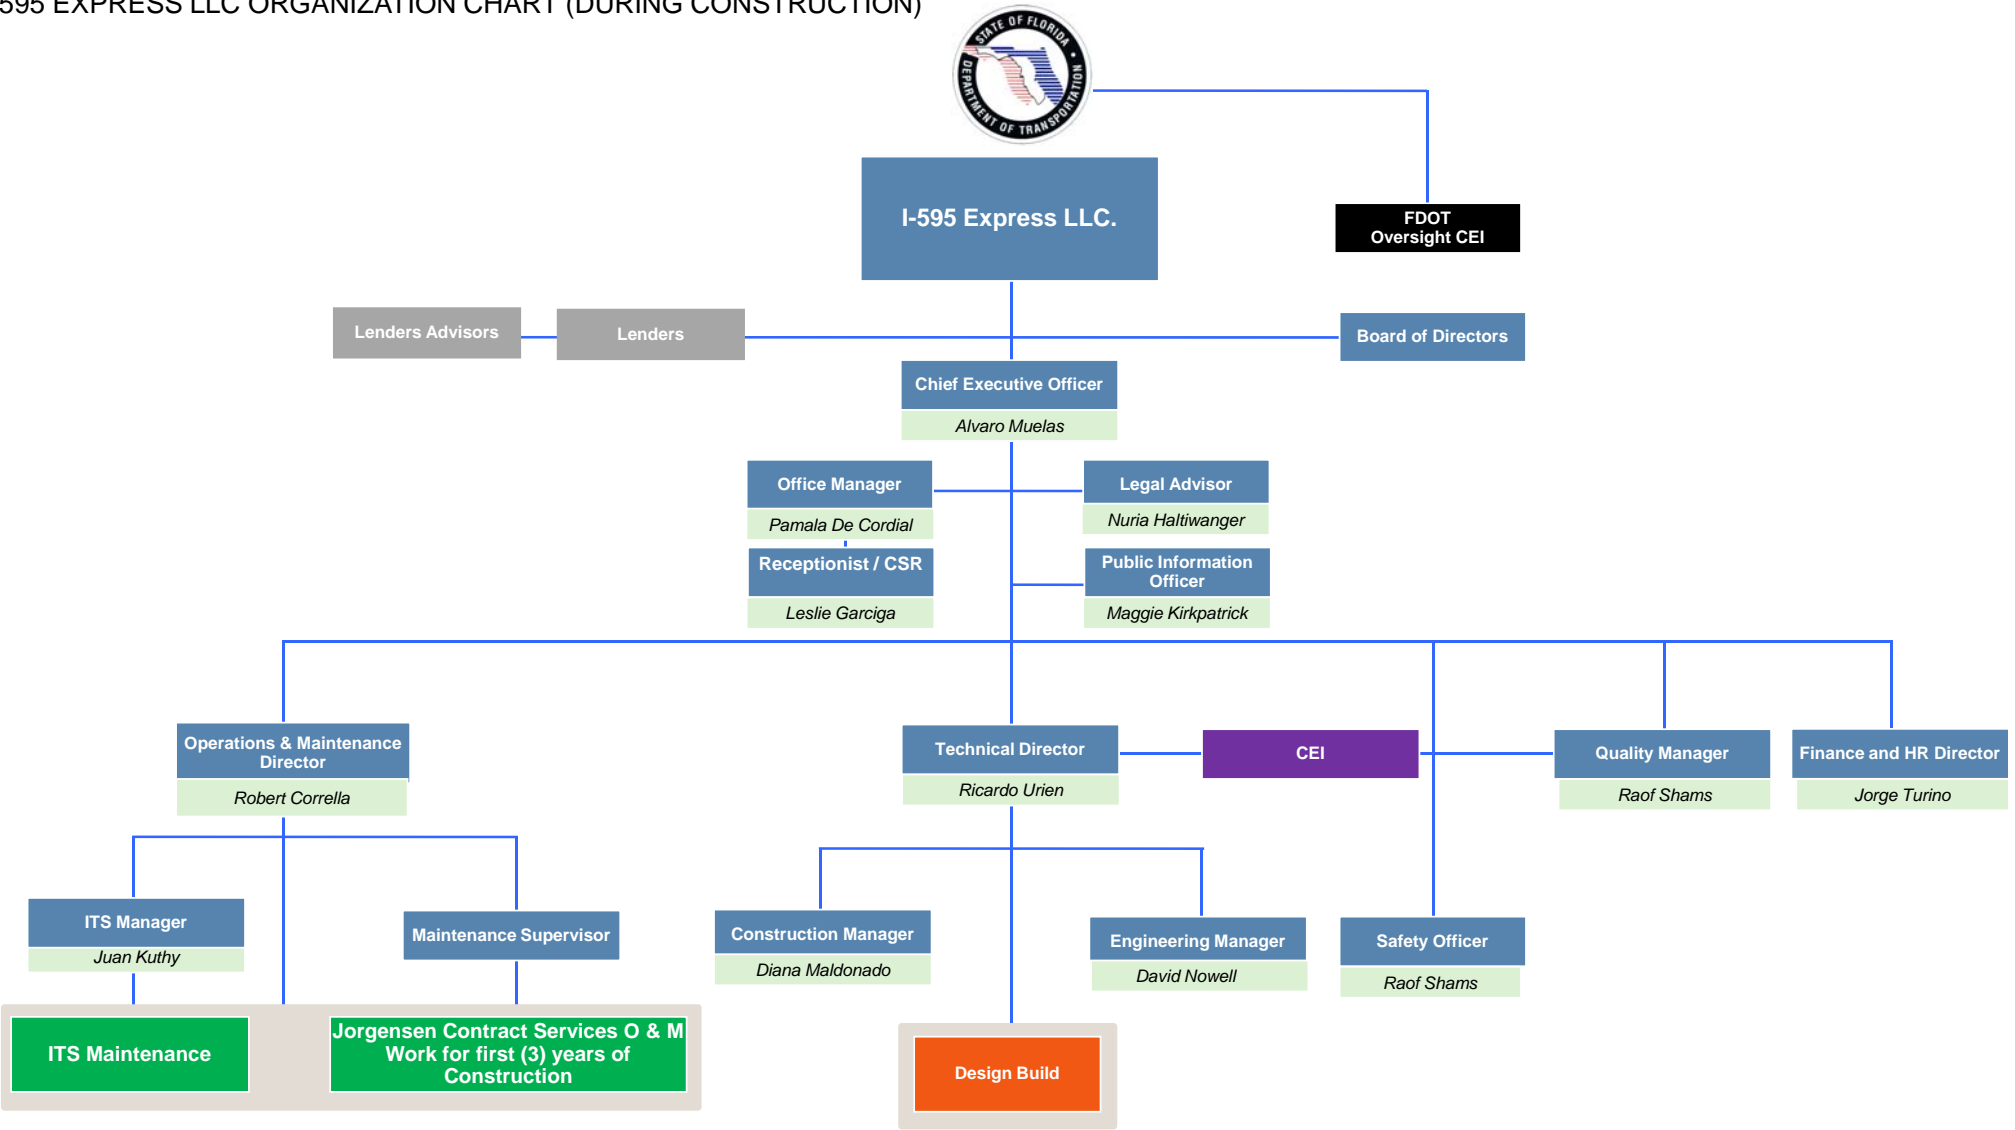 595 EXPRESS LLC ORGANIZATION CHART (DURING CONSTRUCTION)
STATE OF FLORIDA
DEPARTMENT OF TRANSPORTATION
I-595 Express LLC.
FDOT
Oversight CEI
Lenders Advisors
Lenders
Board of Directors
Chief Executive Officer
Alvaro Muelas
Office Manager
Pamala De Cordial
Legal Advisor
Nuria Haltiwanger
Receptionist / CSR
Leslie Garciga
Public Information
Officer
Maggie Kirkpatrick
Operations & Maintenance
Director
Robert Corrella
Technical Director
Ricardo Urien
CEI
Quality Manager
Raof Shams
Finance and HR Director
Jorge Turino
ITS Manager
Juan Kuthy
Maintenance Supervisor
Construction Manager
Diana Maldonado
Engineering Manager
David Nowell
Safety Officer
Raof Shams
ITS Maintenance
Jorgensen Contract Services O & M
Work for first (3) years of
Construction
Design Build